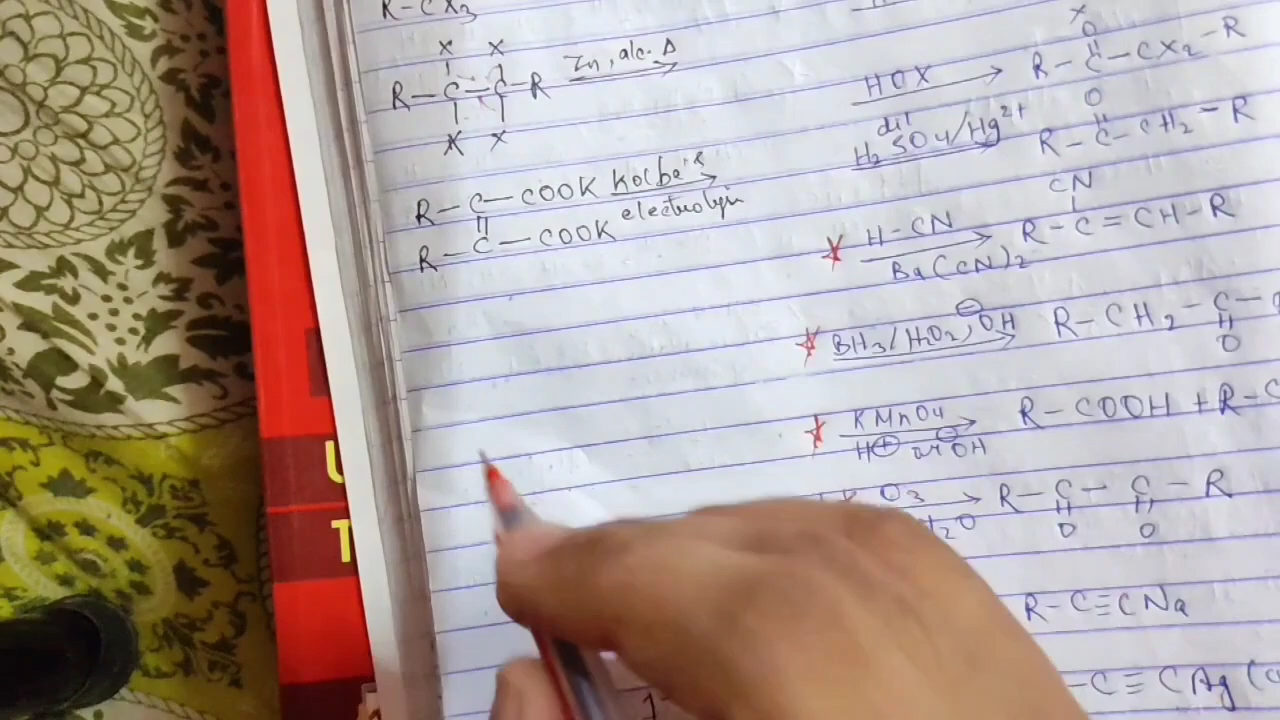 R-CX3
X X
R-C-C-R Zn, alc. Δ
X X
R-C-COOK Kolbe's
R-C-COOK electrolysis
X
O
HOX R-C-CX2-R
O
dil
H2SO4/Hg2+ R-C-CH2-R
CN
H-CN R-C=CH-R
Ba(CN)2
BH3/H2O2, OH⊖ R-CH2-C-
O
KMnO4 R-COOH + R-C
H⊕ or ⊖OH
O3 R-C-C-R
H2O O O
R-C≡CNa
-C≡CAg
U
T